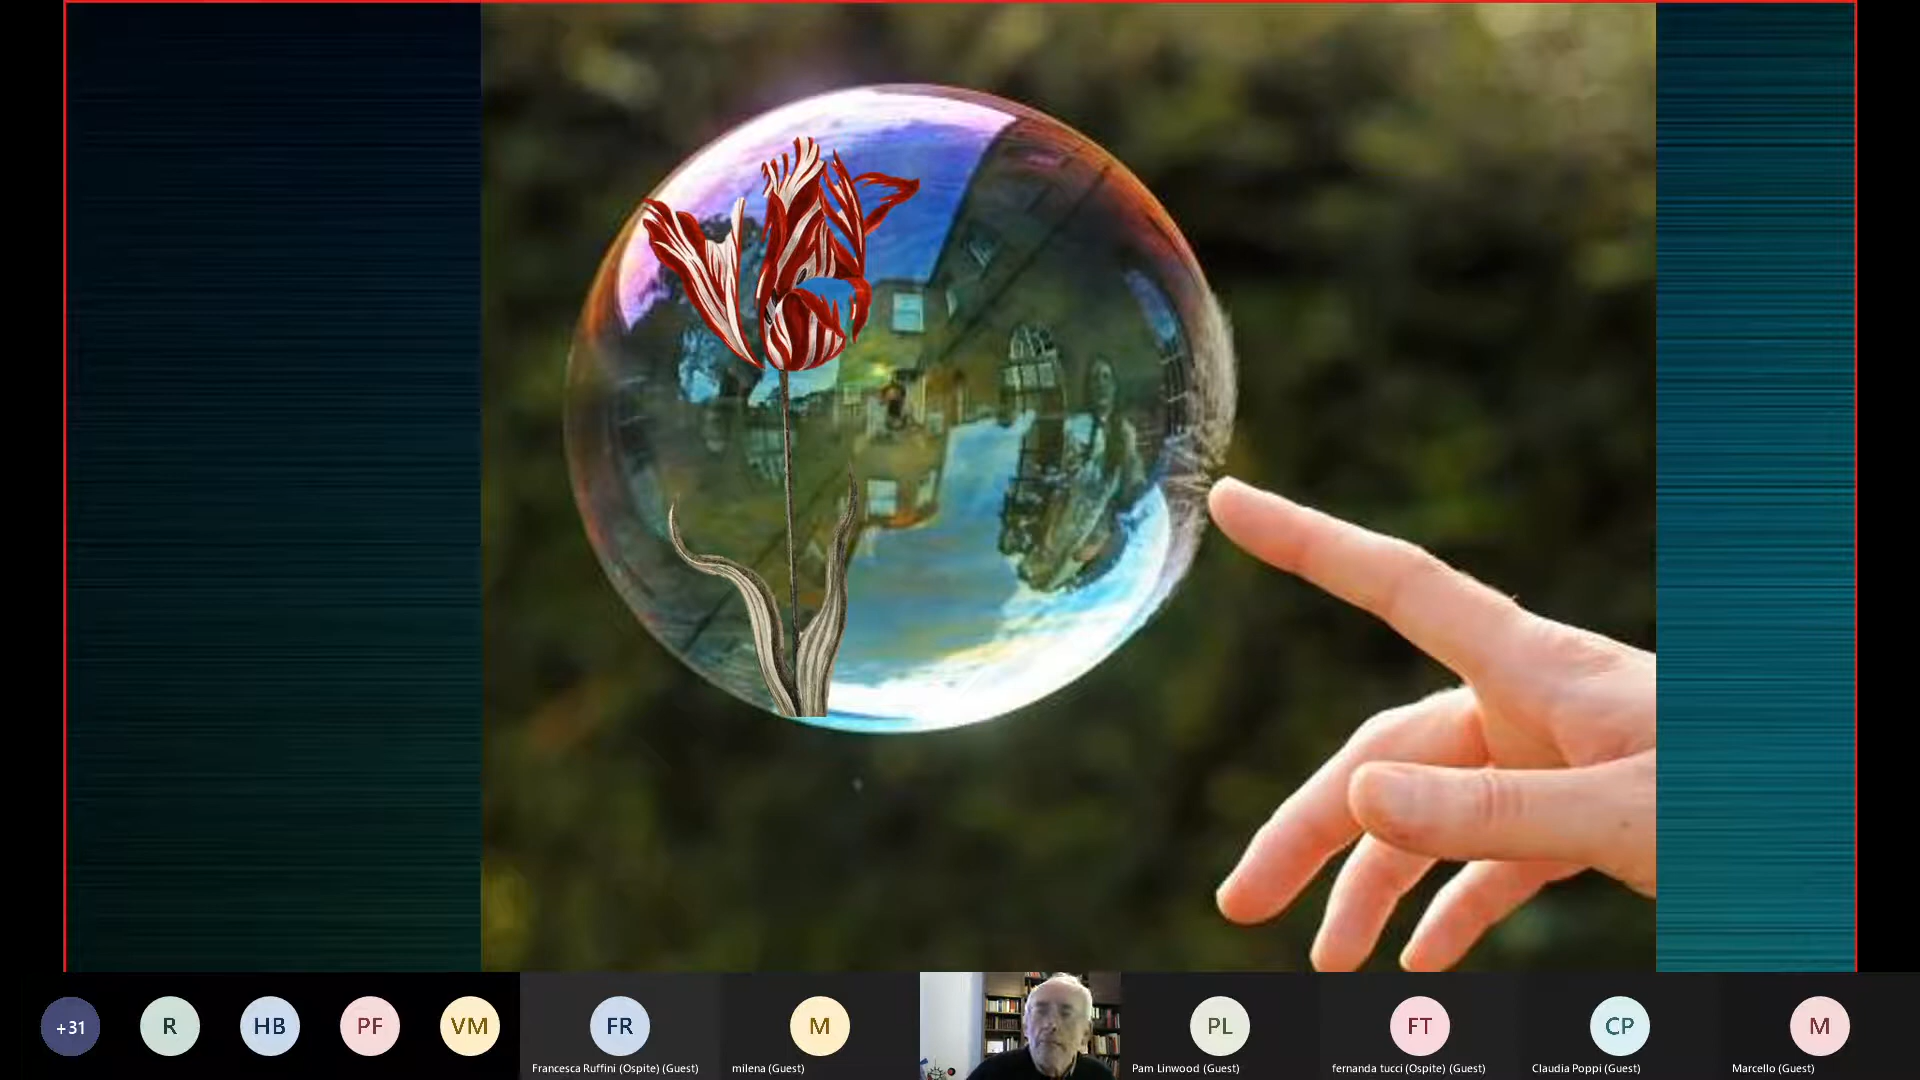 +31
R
HB
PF
VM
FR
M
PL
FT
CP
M
Francesca Ruffini (Ospite) (Guest)
milena (Guest)
Pam Linwood (Guest)
fernanda tucci (Ospite) (Guest)
Claudia Poppi (Guest)
Marcello (Guest)